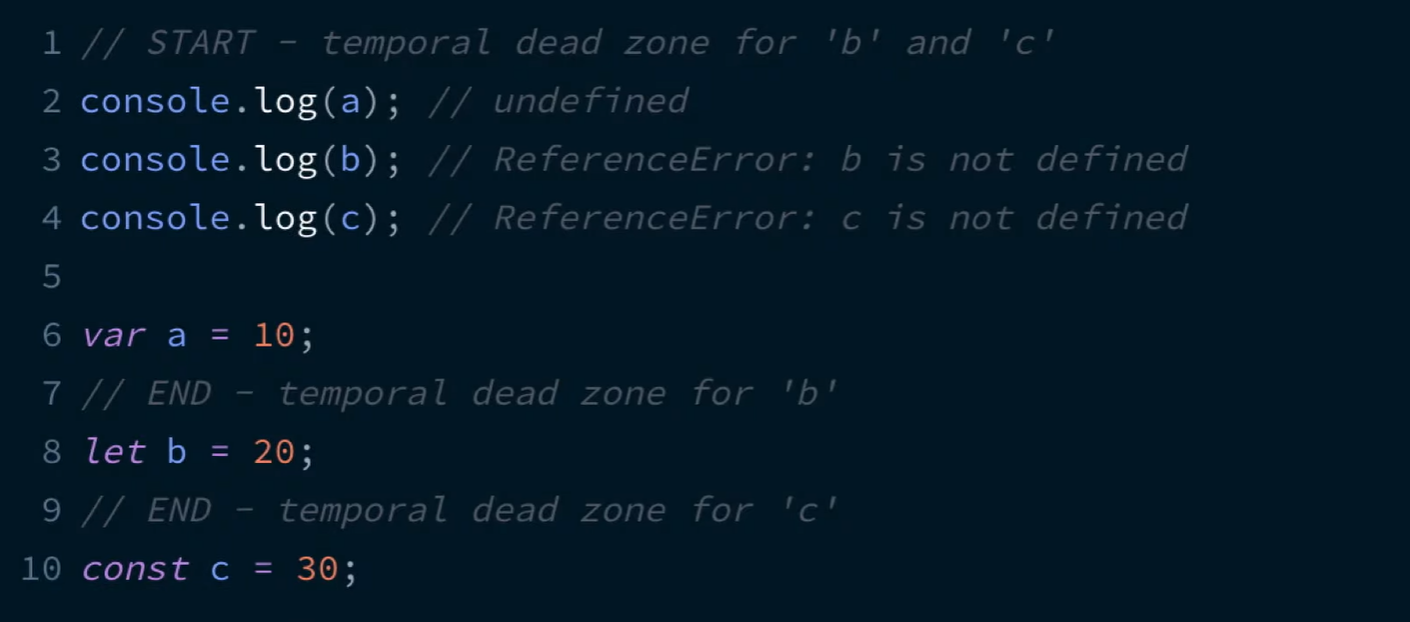 1 // START - temporal dead zone for 'b' and 'c'
2 console.log(a); // undefined
3 console.log(b); // ReferenceError: b is not defined
4 console.log(c); // ReferenceError: c is not defined
5
6 var a = 10;
7 // END - temporal dead zone for 'b'
8 let b = 20;
9 // END - temporal dead zone for 'c'
10 const c = 30;